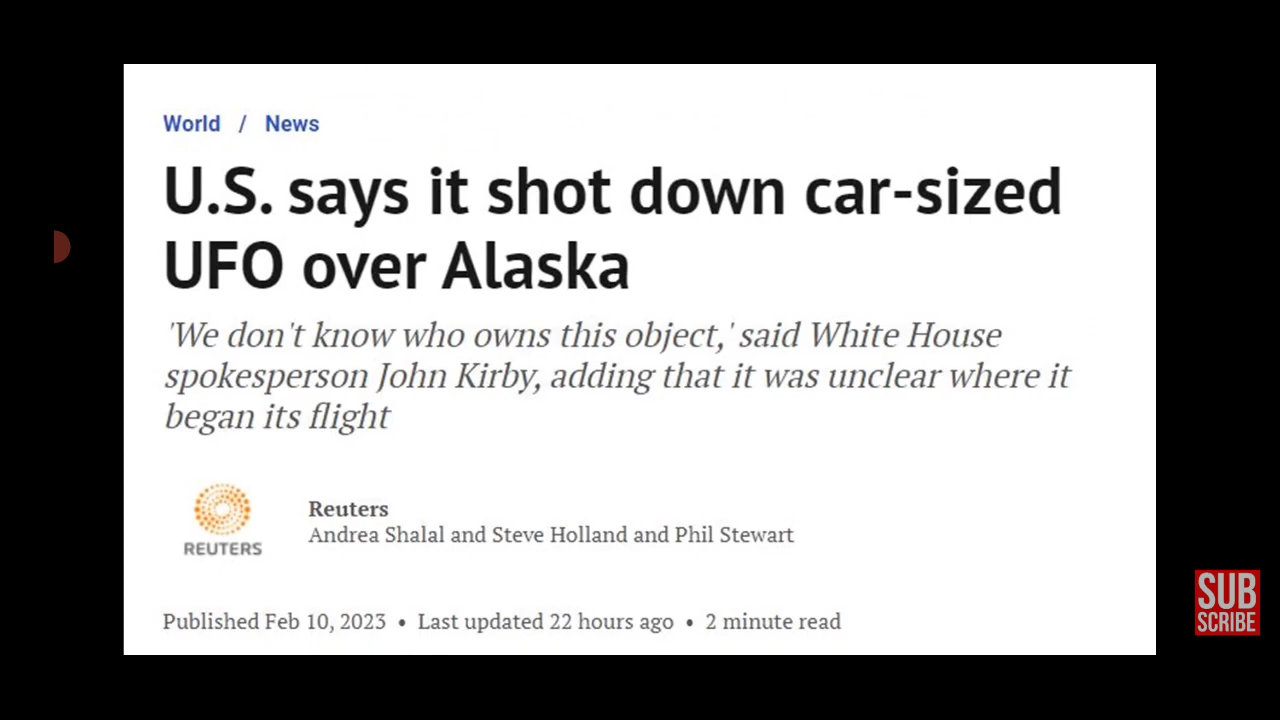 World / News
U.S. says it shot down car-sized
UFO over Alaska
'We don't know who owns this object,' said White House
spokesperson John Kirby, adding that it was unclear where it
began its flight
REUTERS
Reuters
Andrea Shalal and Steve Holland and Phil Stewart
Published Feb 10, 2023 • Last updated 22 hours ago • 2 minute read
SUB
SCRIBE